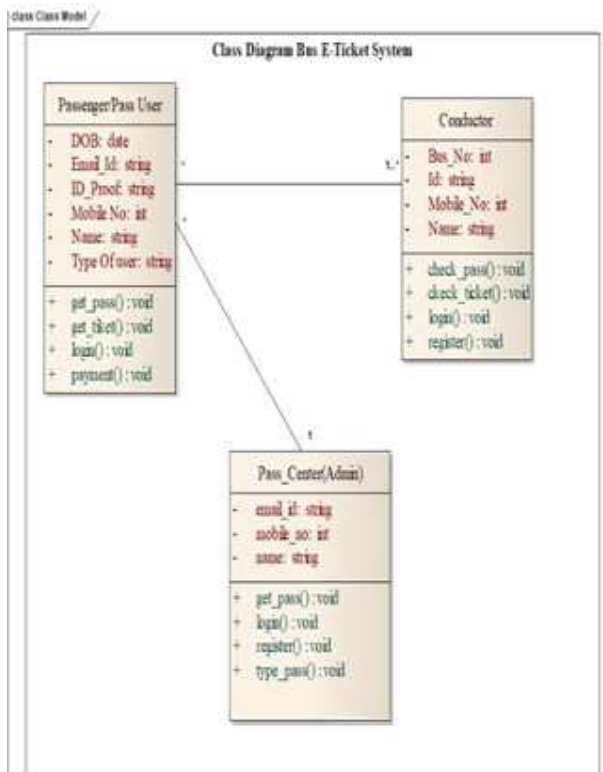 class Class Model
Class Diagram Bus E-Ticket System
Passenger/Pass User
- DOB: date
- Email_Id: string
- ID_Proof: string
- Mobile No: int
- Name: string
- Type Of user: string
+ get_pass() : void
+ get_tiket() : void
+ login() : void
+ payment() : void
*
1..*
*
1
Conductor
- Bus_No: int
- Id: string
- Mobile_No: int
- Name: string
+ check_pass() : void
+ ckeck_ticket() : void
+ login() : void
+ register() : void
Pass_Center(Admin)
- email_id: string
- mobile_no: int
- name: string
+ get_pass() : void
+ login() : void
+ register() : void
+ type_pass() : void